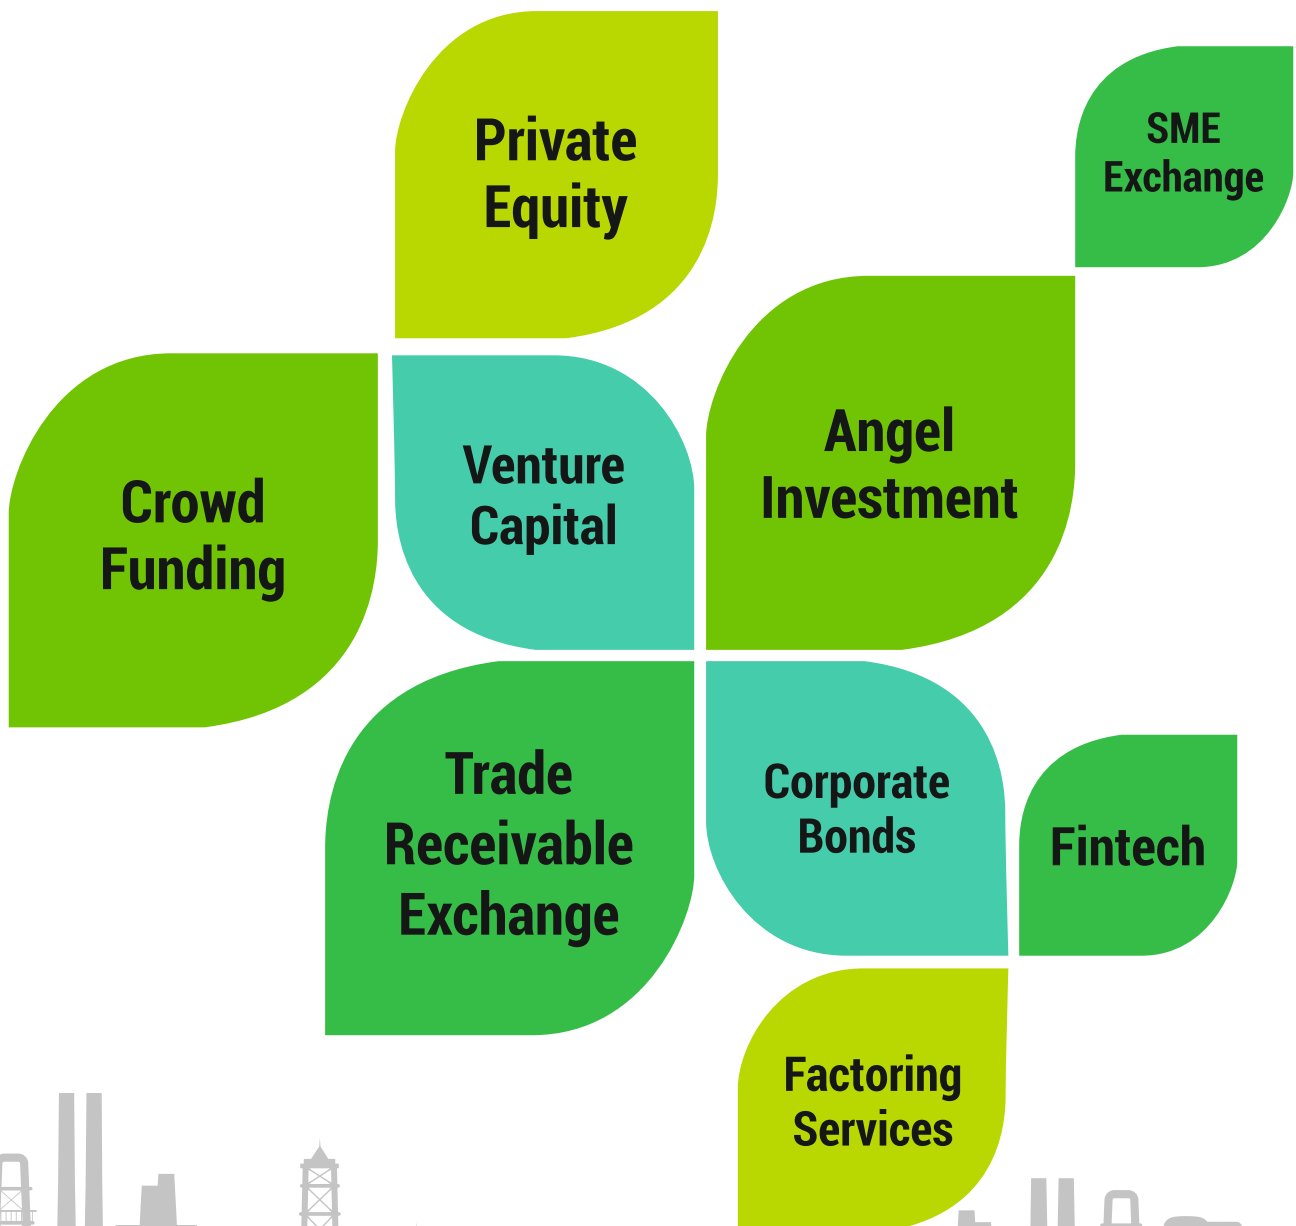 Private
Equity
SME
Exchange
Angel
Investment
Venture
Capital
Crowd
Funding
Trade
Receivable
Exchange
Corporate
Bonds
Fintech
Factoring
Services